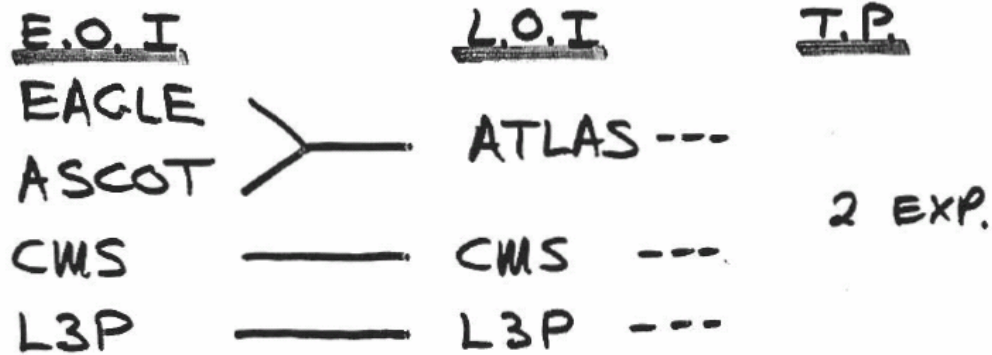 E.O.I L.O.I T.P.
EAGLE
ATLAS ---
ASCOT
2 EXP.
CMS CMS ---
L3P L3P ---